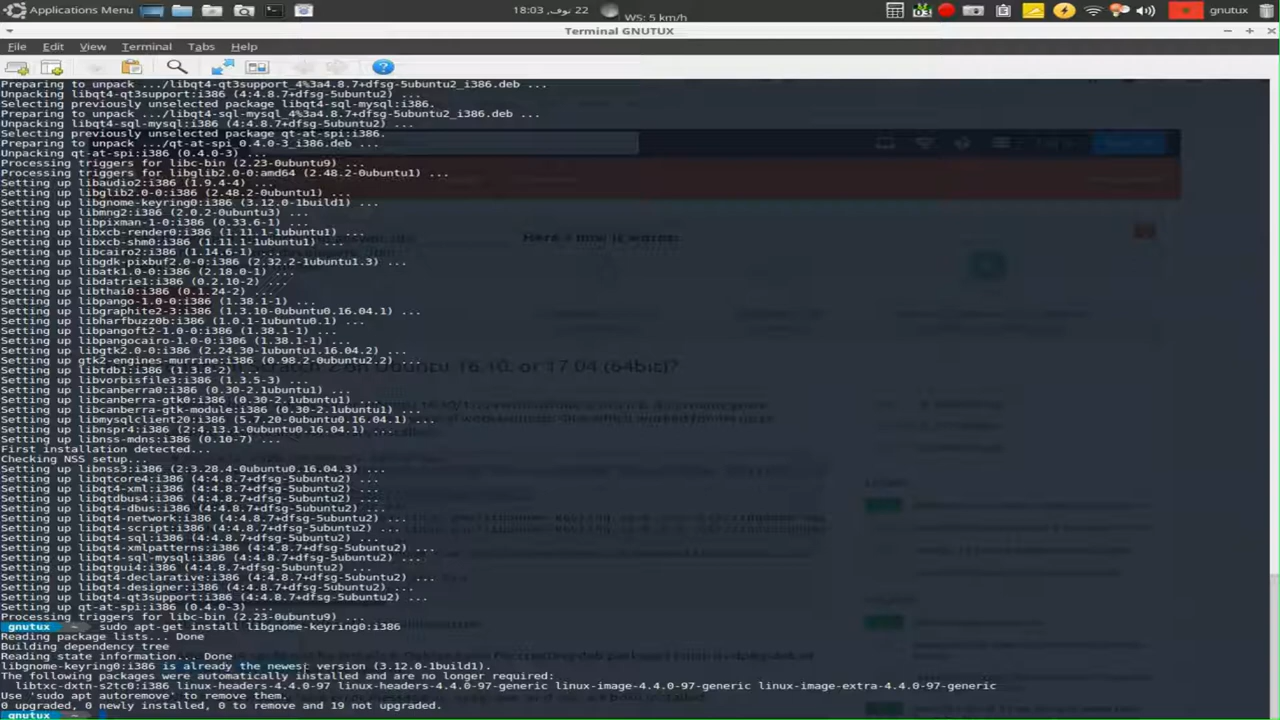 Applications Menu
18:03 ,22 نوف
WS: 5 km/h
gnutux
Terminal GNUTUX
File Edit View Terminal Tabs Help
Preparing to unpack .../libqt4-qt3support_4%3a4.8.7+dfsg-5ubuntu2_i386.deb ...
Unpacking libqt4-qt3support:i386 (4:4.8.7+dfsg-5ubuntu2) ...
Selecting previously unselected package libqt4-sql-mysql:i386.
Preparing to unpack .../libqt4-sql-mysql_4%3a4.8.7+dfsg-5ubuntu2_i386.deb ...
Unpacking libqt4-sql-mysql:i386 (4:4.8.7+dfsg-5ubuntu2) ...
Selecting previously unselected package qt-at-spi:i386.
Preparing to unpack .../qt-at-spi_0.4.0-3_i386.deb ...
Unpacking qt-at-spi:i386 (0.4.0-3) ...
Processing triggers for libc-bin (2.23-0ubuntu9) ...
Processing triggers for libglib2.0-0:amd64 (2.48.2-0ubuntu1) ...
Setting up libaudio2:i386 (1.9.4-4) ...
Setting up libglib2.0-0:i386 (2.48.2-0ubuntu1) ...
Setting up libgnome-keyring0:i386 (3.12.0-1build1) ...
Setting up libmng2:i386 (2.0.2-0ubuntu3) ...
Setting up libpixman-1-0:i386 (0.33.6-1) ...
Setting up libxcb-render0:i386 (1.11.1-1ubuntu1) ...
Setting up libxcb-shm0:i386 (1.11.1-1ubuntu1) ...
Setting up libcairo2:i386 (1.14.6-1) ...
Setting up libgdk-pixbuf2.0-0:i386 (2.32.2-1ubuntu1.3) ...
Setting up libatk1.0-0:i386 (2.18.0-1) ...
Setting up libdatrie1:i386 (0.2.10-2) ...
Setting up libthai0:i386 (0.1.24-2) ...
Setting up libpango-1.0-0:i386 (1.38.1-1) ...
Setting up libgraphite2-3:i386 (1.3.10-0ubuntu0.16.04.1) ...
Setting up libharfbuzz0b:i386 (1.0.1-1ubuntu0.1) ...
Setting up libpangoft2-1.0-0:i386 (1.38.1-1) ...
Setting up libpangocairo-1.0-0:i386 (1.38.1-1) ...
Setting up libgtk2.0-0:i386 (2.24.30-1ubuntu1.16.04.2) ...
Setting up gtk2-engines-murrine:i386 (0.98.2-0ubuntu2.2) ...
Setting up libtdb1:i386 (1.3.8-2) ...
Setting up libvorbisfile3:i386 (1.3.5-3) ...
Setting up libcanberra0:i386 (0.30-2.1ubuntu1) ...
Setting up libcanberra-gtk0:i386 (0.30-2.1ubuntu1) ...
Setting up libcanberra-gtk-module:i386 (0.30-2.1ubuntu1) ...
Setting up libmysqlclient20:i386 (5.7.20-0ubuntu0.16.04.1) ...
Setting up libnspr4:i386 (2:4.13.1-0ubuntu0.16.04.1) ...
Setting up libnss-mdns:i386 (0.10-7) ...
First installation detected...
Checking NSS setup...
Setting up libnss3:i386 (2:3.28.4-0ubuntu0.16.04.3) ...
Setting up libqtcore4:i386 (4:4.8.7+dfsg-5ubuntu2) ...
Setting up libqt4-xml:i386 (4:4.8.7+dfsg-5ubuntu2) ...
Setting up libqtdbus4:i386 (4:4.8.7+dfsg-5ubuntu2) ...
Setting up libqt4-dbus:i386 (4:4.8.7+dfsg-5ubuntu2) ...
Setting up libqt4-network:i386 (4:4.8.7+dfsg-5ubuntu2) ...
Setting up libqt4-script:i386 (4:4.8.7+dfsg-5ubuntu2) ...
Setting up libqt4-sql:i386 (4:4.8.7+dfsg-5ubuntu2) ...
Setting up libqt4-xmlpatterns:i386 (4:4.8.7+dfsg-5ubuntu2) ...
Setting up libqt4-sql-mysql:i386 (4:4.8.7+dfsg-5ubuntu2) ...
Setting up libqtgui4:i386 (4:4.8.7+dfsg-5ubuntu2) ...
Setting up libqt4-declarative:i386 (4:4.8.7+dfsg-5ubuntu2) ...
Setting up libqt4-designer:i386 (4:4.8.7+dfsg-5ubuntu2) ...
Setting up libqt4-qt3support:i386 (4:4.8.7+dfsg-5ubuntu2) ...
Setting up qt-at-spi:i386 (0.4.0-3) ...
Processing triggers for libc-bin (2.23-0ubuntu9) ...
gnutux ~ sudo apt-get install libgnome-keyring0:i386
Reading package lists... Done
Building dependency tree
Reading state information... Done
libgnome-keyring0:i386 is already the newest version (3.12.0-1build1).
The following packages were automatically installed and are no longer required:
libtxc-dxtn-s2tc0:i386 linux-headers-4.4.0-97 linux-headers-4.4.0-97-generic linux-image-4.4.0-97-generic linux-image-extra-4.4.0-97-generic
Use 'sudo apt autoremove' to remove them.
0 upgraded, 0 newly installed, 0 to remove and 19 not upgraded.
gnutux ~